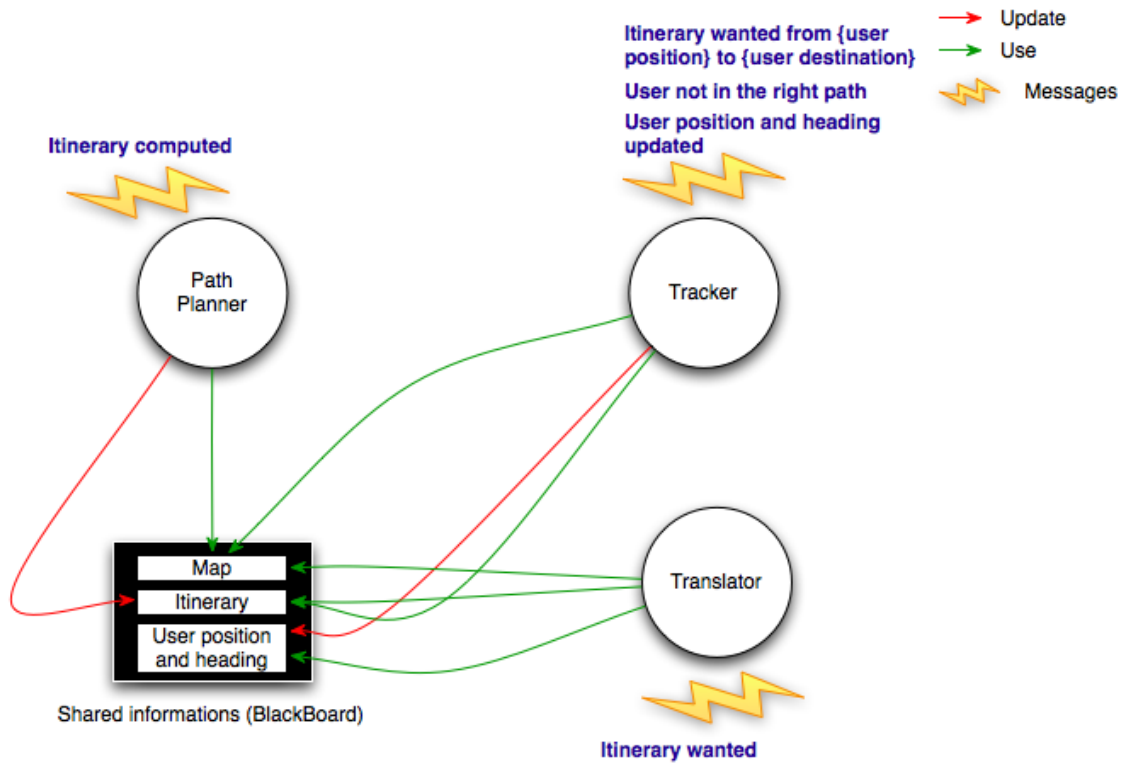 Itinerary wanted from {user
position} to {user destination}
User not in the right path
User position and heading
updated
Update
Use
Messages
Itinerary computed
Path
Planner
Tracker
Map
Itinerary
User position
and heading
Translator
Shared informations (BlackBoard)
Itinerary wanted